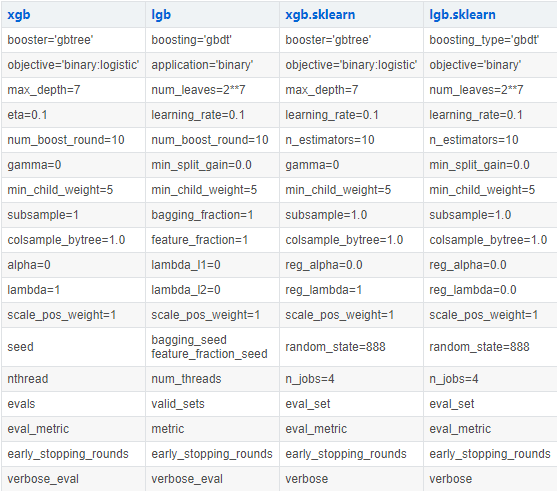 xgb lgb xgb.sklearn lgb.sklearn
booster='gbtree' boosting='gbdt' booster='gbtree' boosting_type='gbdt'
objective='binary:logistic' application='binary' objective='binary:logistic' objective='binary'
max_depth=7 num_leaves=2**7 max_depth=7 num_leaves=2**7
eta=0.1 learning_rate=0.1 learning_rate=0.1 learning_rate=0.1
num_boost_round=10 num_boost_round=10 n_estimators=10 n_estimators=10
gamma=0 min_split_gain=0.0 gamma=0 min_split_gain=0.0
min_child_weight=5 min_child_weight=5 min_child_weight=5 min_child_weight=5
subsample=1 bagging_fraction=1 subsample=1.0 subsample=1.0
colsample_bytree=1.0 feature_fraction=1 colsample_bytree=1.0 colsample_bytree=1.0
alpha=0 lambda_l1=0 reg_alpha=0.0 reg_alpha=0.0
lambda=1 lambda_l2=0 reg_lambda=1 reg_lambda=0.0
scale_pos_weight=1 scale_pos_weight=1 scale_pos_weight=1 scale_pos_weight=1
seed bagging_seed random_state=888 random_state=888
feature_fraction_seed
nthread num_threads n_jobs=4 n_jobs=4
evals valid_sets eval_set eval_set
eval_metric metric eval_metric eval_metric
early_stopping_rounds early_stopping_rounds early_stopping_rounds early_stopping_rounds
verbose_eval verbose_eval verbose verbose